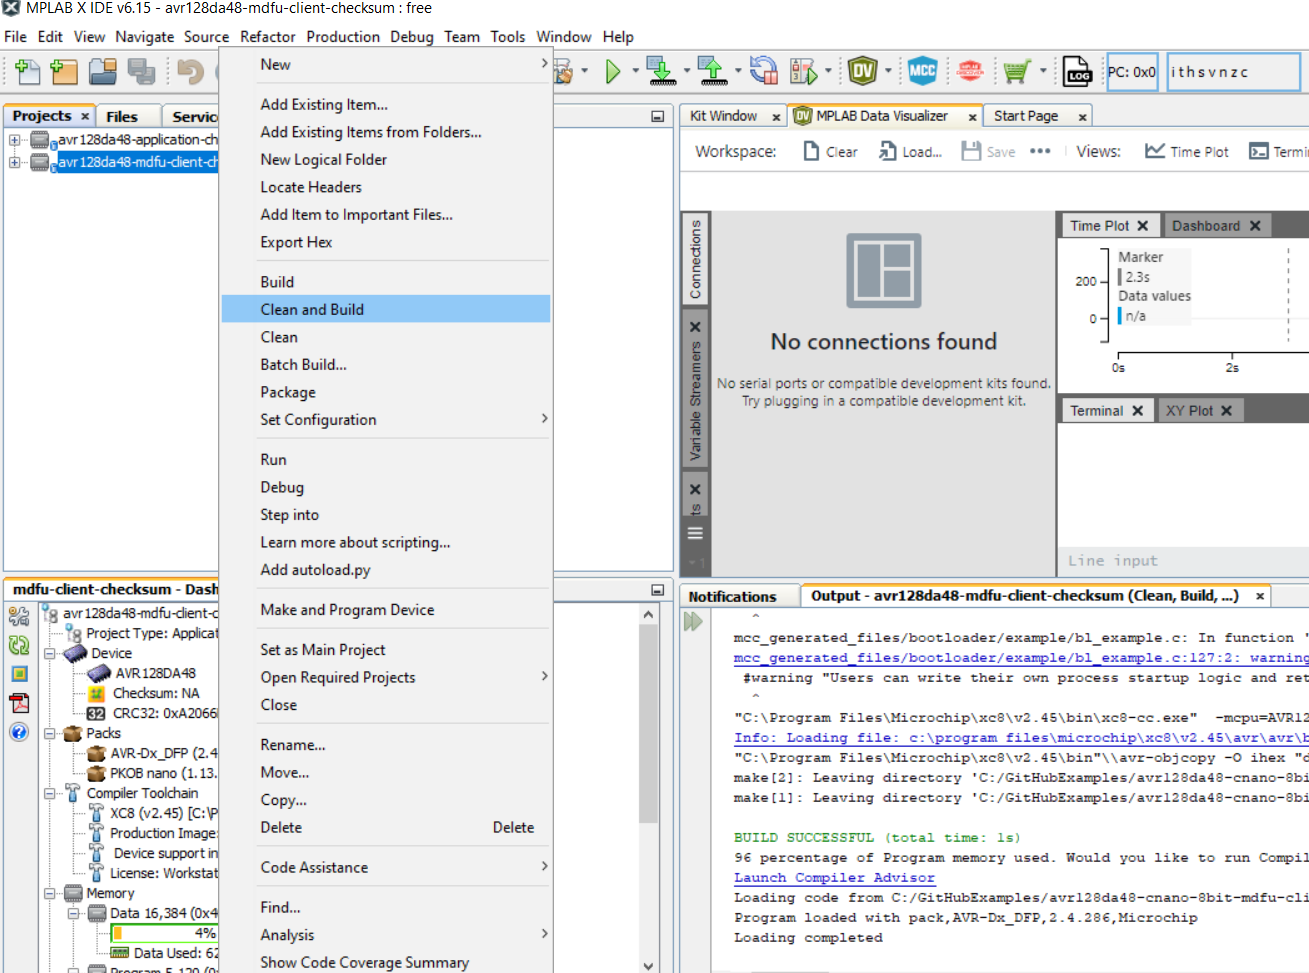 MPLAB X IDE v6.15 - avr128da48-mdfu-client-checksum : free
File Edit View Navigate Source Refactor Production Debug Team Tools Window Help
PC: 0x0
i t h s v n z c
DV
MCC
LOG
Projects
Files
Servic
avr128da48-application-ch
avr128da48-mdfu-client-ch
New
Add Existing Item...
Add Existing Items from Folders...
New Logical Folder
Locate Headers
Add Item to Important Files...
Export Hex
Build
Clean and Build
Clean
Batch Build...
Package
Set Configuration
Run
Debug
Step into
Learn more about scripting...
Add autoload.py
Make and Program Device
Set as Main Project
Open Required Projects
Close
Rename...
Move...
Copy...
Delete Delete
Code Assistance
Find...
Analysis
Show Code Coverage Summary
Kit Window
MPLAB Data Visualizer
Start Page
Workspace: Clear Load... Save Views: Time Plot Termi
Connections
Variable Streamers
ts
No connections found
No serial ports or compatible development kits found.
Try plugging in a compatible development kit.
Time Plot
Dashboard
Marker
2.3s
Data values
n/a
200
0
0s
2s
Terminal
XY Plot
Line input
mdfu-client-checksum - Dash
avr128da48-mdfu-client-c
Project Type: Applicat
Device
AVR128DA48
Checksum: NA
CRC32: 0xA2066
Packs
AVR-Dx_DFP (2.4
PKOB nano (1.13.
Compiler Toolchain
XC8 (v2.45) [C:\P
Production Image:
Device support in
License: Workstat
Memory
Data 16,384 (0x4
4%
Data Used: 62
Notifications
Output - avr128da48-mdfu-client-checksum (Clean, Build, ...)
^
mcc_generated_files/bootloader/example/bl_example.c: In function '
mcc_generated_files/bootloader/example/bl_example.c:127:2: warning
#warning "Users can write their own process startup logic and ret
^
"C:\Program Files\Microchip\xc8\v2.45\bin\xc8-cc.exe"  -mcpu=AVR12
Info: Loading file: c:\program files\microchip\xc8\v2.45\avr\avr\b
"C:\Program Files\Microchip\xc8\v2.45\bin"\\avr-objcopy -O ihex "d
make[2]: Leaving directory 'C:/GitHubExamples/avr128da48-cnano-8bi
make[1]: Leaving directory 'C:/GitHubExamples/avr128da48-cnano-8bi
BUILD SUCCESSFUL (total time: 1s)
96 percentage of Program memory used. Would you like to run Compil
Launch Compiler Advisor
Loading code from C:/GitHubExamples/avr128da48-cnano-8bit-mdfu-cli
Program loaded with pack,AVR-Dx_DFP,2.4.286,Microchip
Loading completed